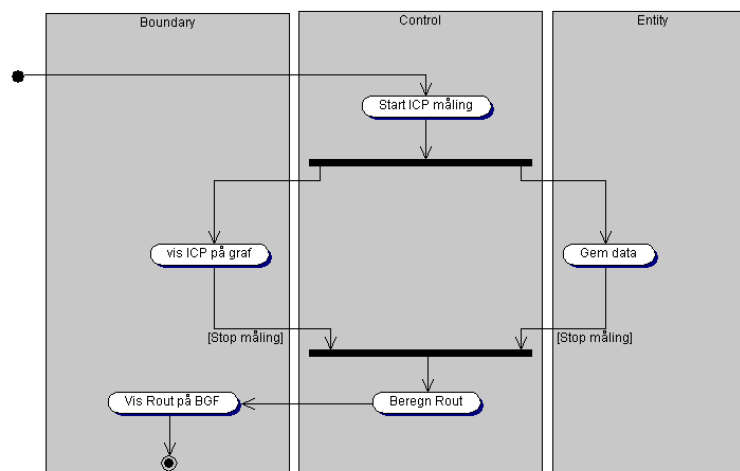 Boundary
Control
Entity
Start ICP måling
vis ICP på graf
Gem data
[Stop måling]
[Stop måling]
Vis Rout på BGF
Beregn Rout